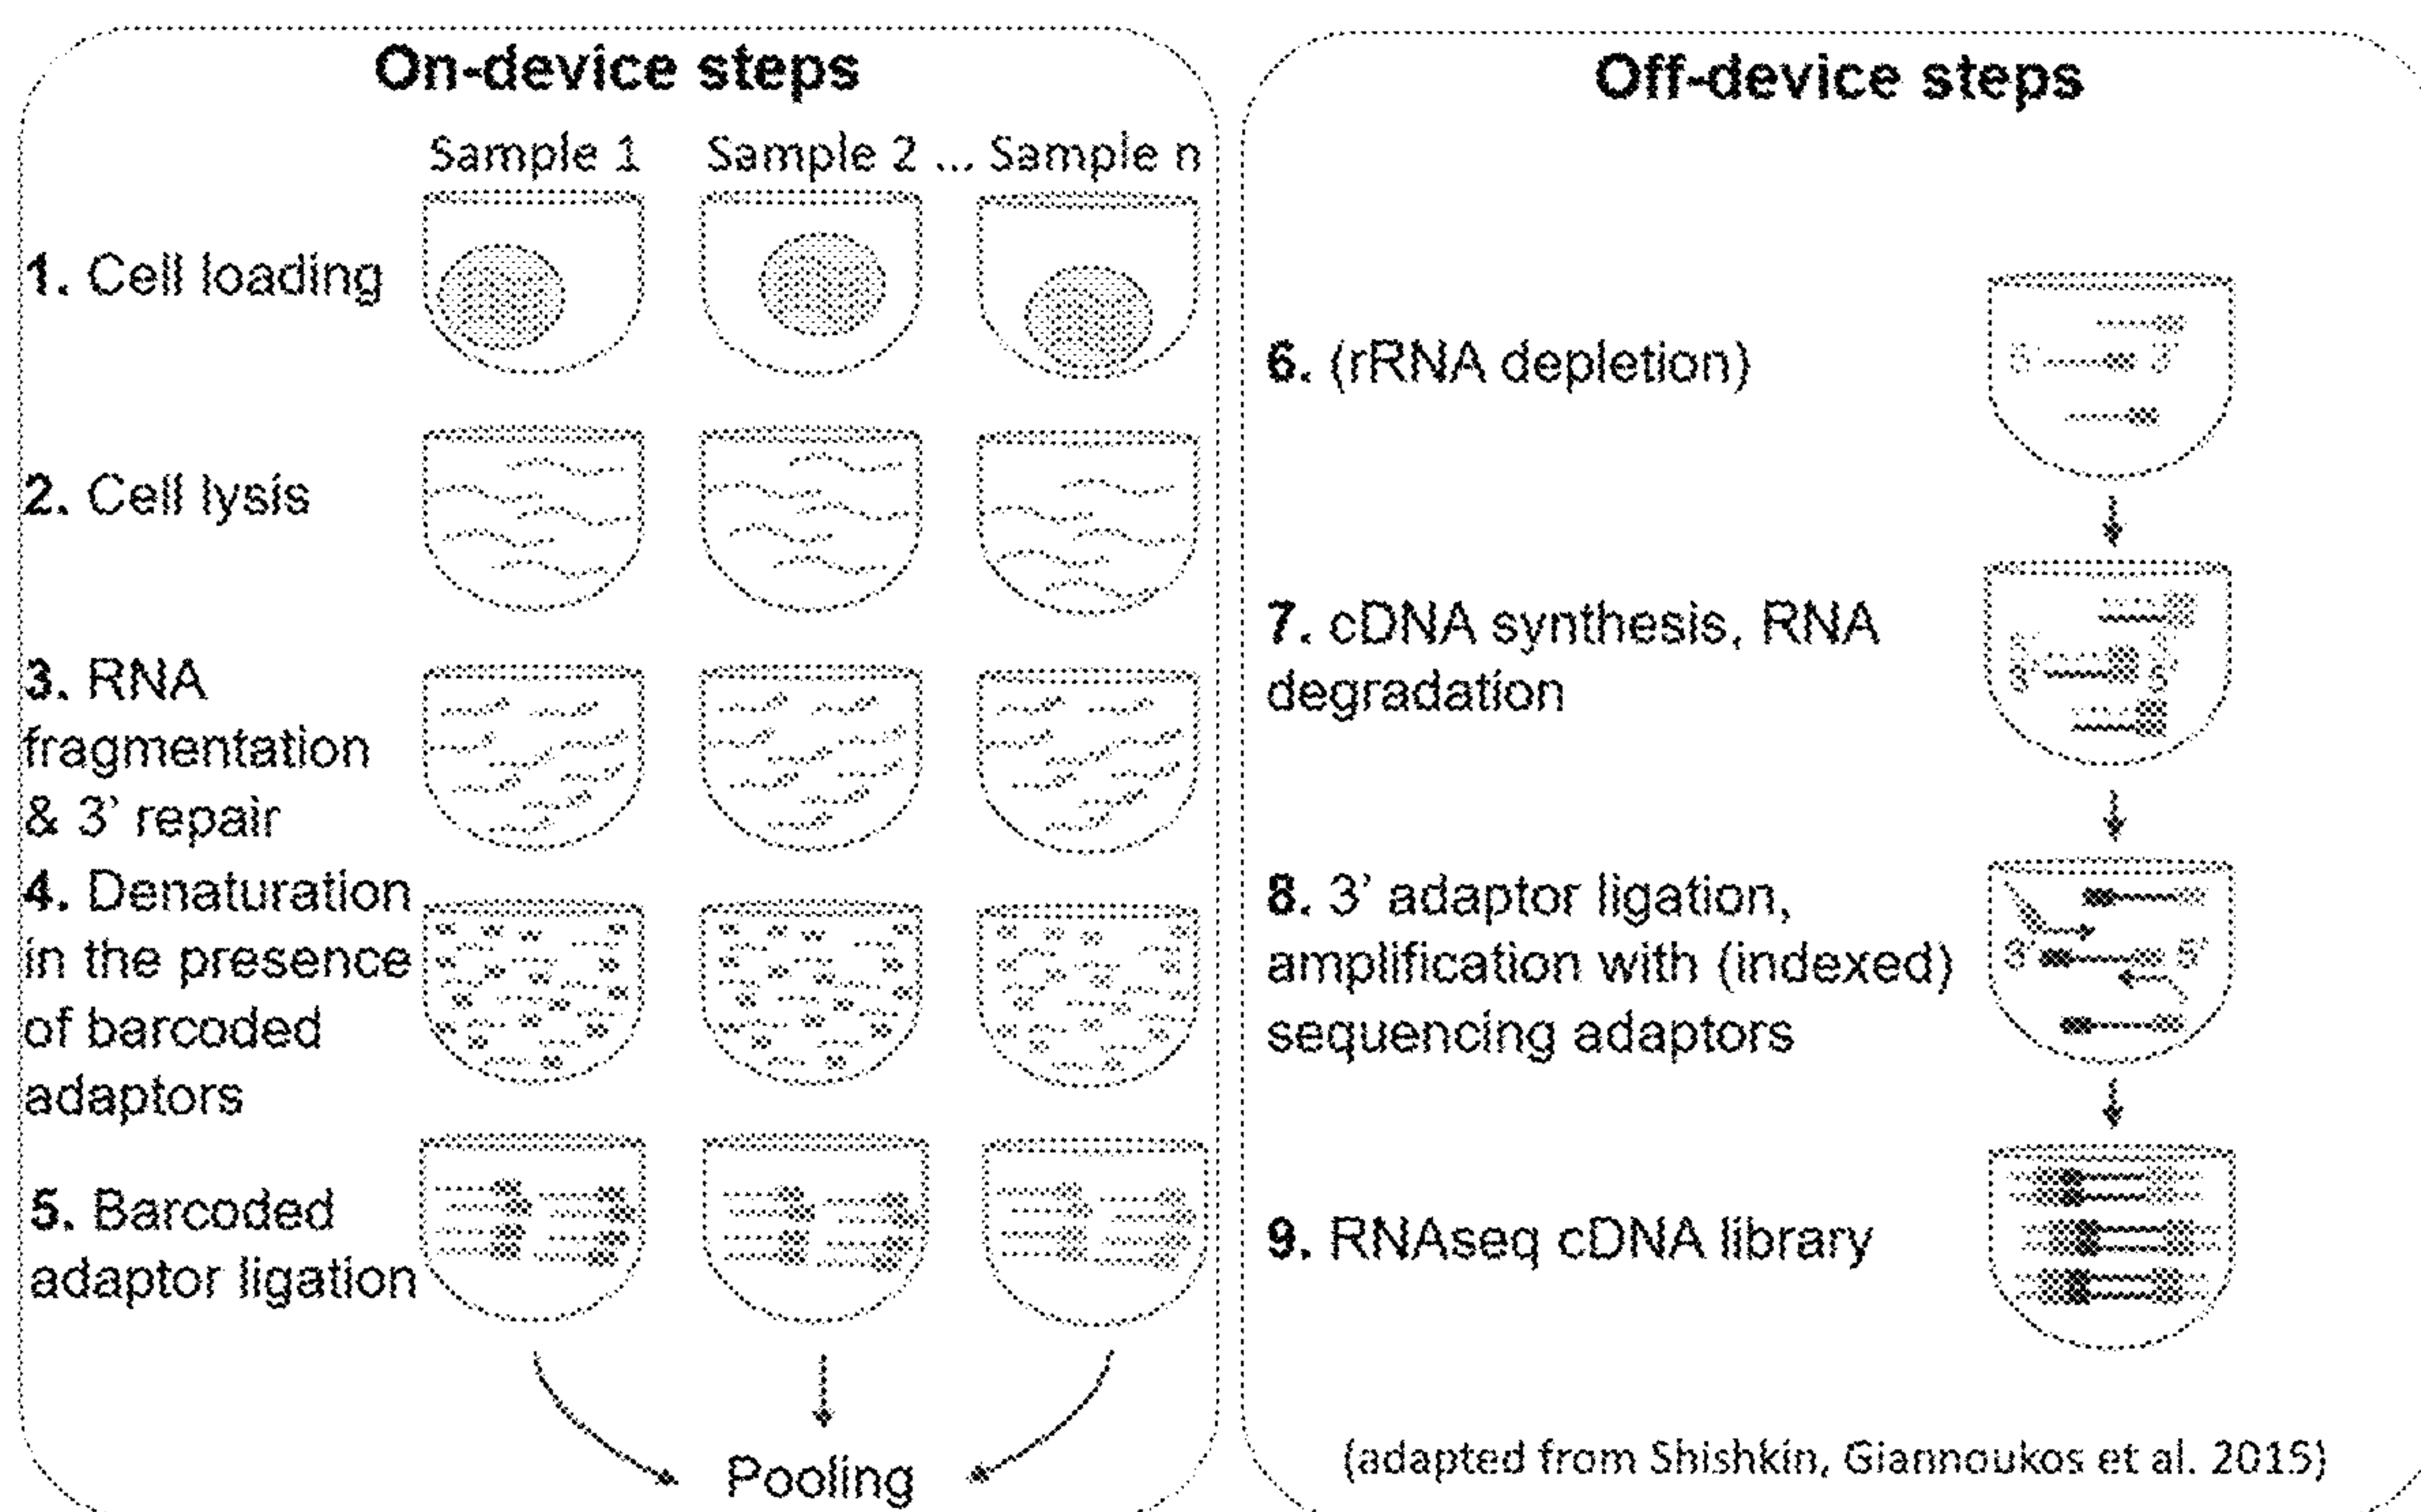 On-device steps
Sample 1 Sample 2 ... Sample n
1. Cell loading
2. Cell lysis
3. RNA
fragmentation
& 3’ repair
4. Denaturation
in the presence
of barcoded
adaptors
5. Barcoded
adaptor ligation
Pooling
Off-device steps
6. (rRNA depletion)
7. cDNA synthesis, RNA
degradation
8. 3’ adaptor ligation,
amplification with (indexed)
sequencing adaptors
3’ 5’
9. RNAseq cDNA library
(adapted from Shishkin, Giannoukos et al. 2015)